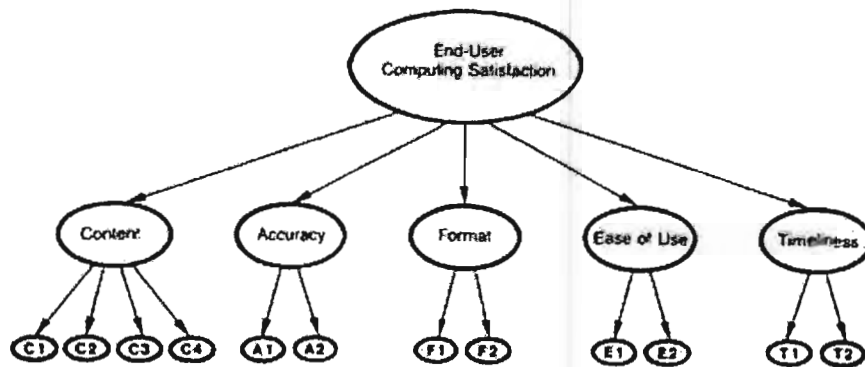 End-User
Computing Satisfaction
Content
Accuracy
Format
Ease of Use
Timeliness
C1
C2
C3
C4
A1
A2
F1
F2
E1
E2
T1
T2